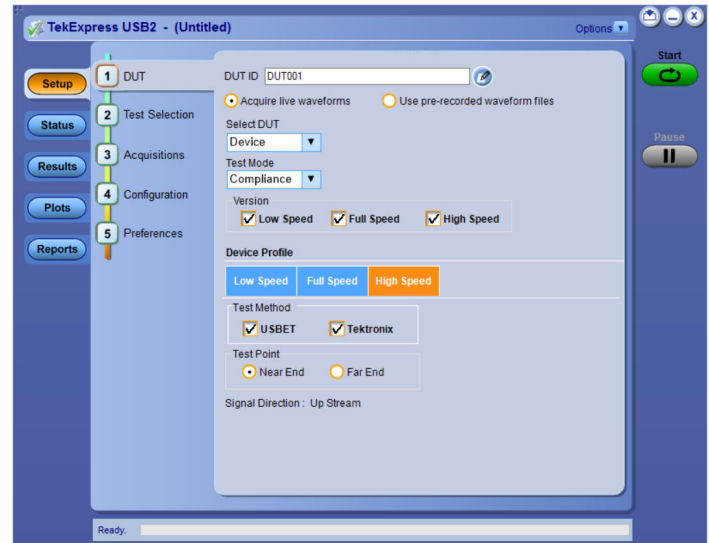 TekExpress USB2 - (Untitled)
Options
Start
Pause
Setup
Status
Results
Plots
Reports
1 DUT
2 Test Selection
3 Acquisitions
4 Configuration
5 Preferences
DUT ID DUT001
Acquire live waveforms Use pre-recorded waveform files
Select DUT
Device
Test Mode
Compliance
Version
Low Speed Full Speed High Speed
Device Profile
Low Speed Full Speed High Speed
Test Method
USBET Tektronix
Test Point
Near End Far End
Signal Direction : Up Stream
Ready.